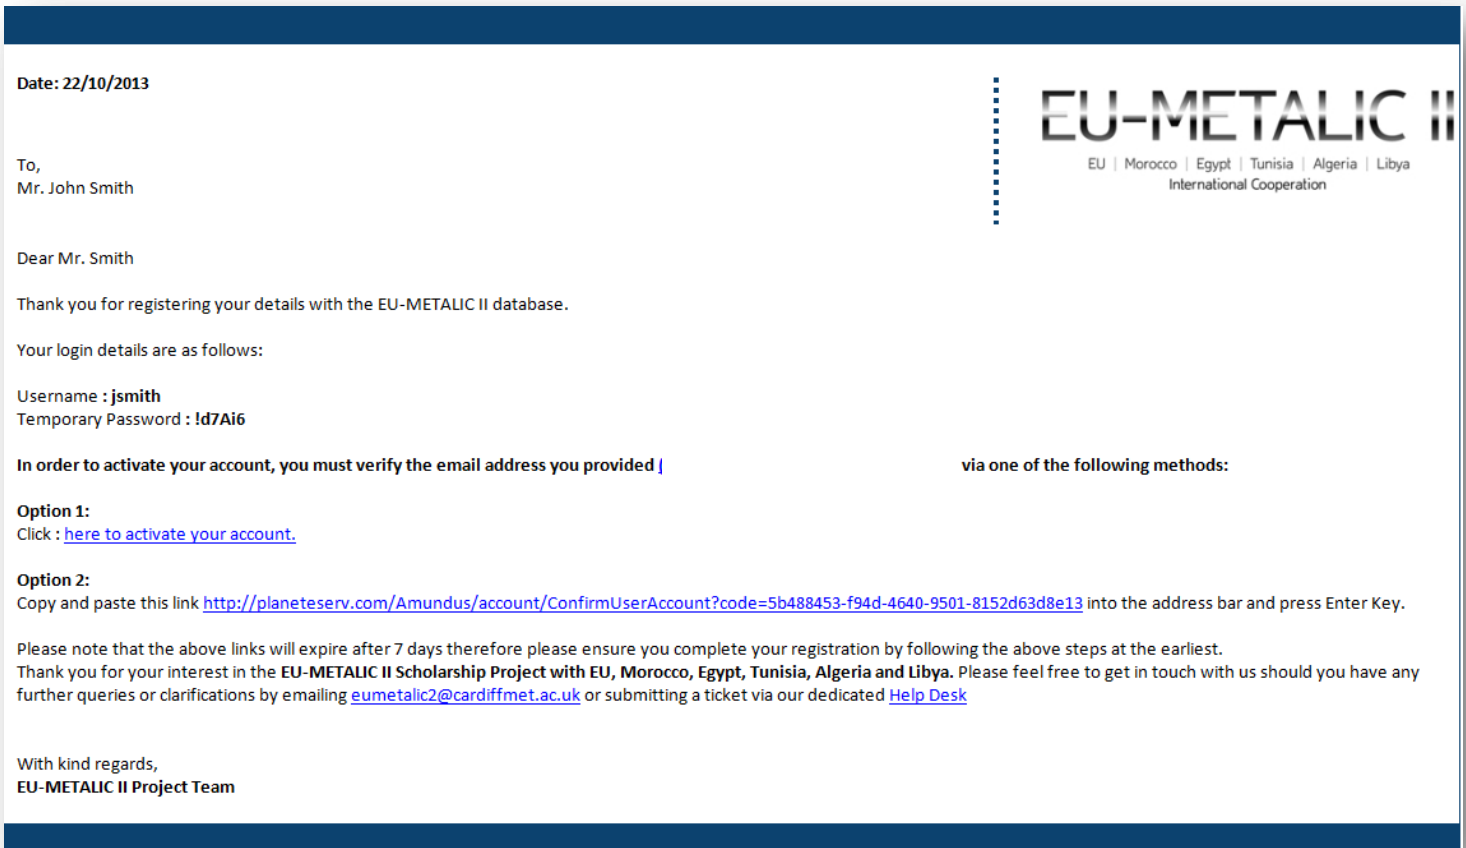 Date: 22/10/2013
EU-METALIC II
EU | Morocco | Egypt | Tunisia | Algeria | Libya
International Cooperation
To,
Mr. John Smith
Dear Mr. Smith
Thank you for registering your details with the EU-METALIC II database.
Your login details are as follows:
Username : jsmith
Temporary Password : !d7Ai6
In order to activate your account, you must verify the email address you provided ( via one of the following methods:
Option 1:
Click : here to activate your account.
Option 2:
Copy and paste this link http://planeteserv.com/Amundus/account/ConfirmUserAccount?code=5b488453-f94d-4640-9501-8152d63d8e13 into the address bar and press Enter Key.
Please note that the above links will expire after 7 days therefore please ensure you complete your registration by following the above steps at the earliest.
Thank you for your interest in the EU-METALIC II Scholarship Project with EU, Morocco, Egypt, Tunisia, Algeria and Libya. Please feel free to get in touch with us should you have any
further queries or clarifications by emailing eumetalic2@cardiffmet.ac.uk or submitting a ticket via our dedicated Help Desk
With kind regards,
EU-METALIC II Project Team